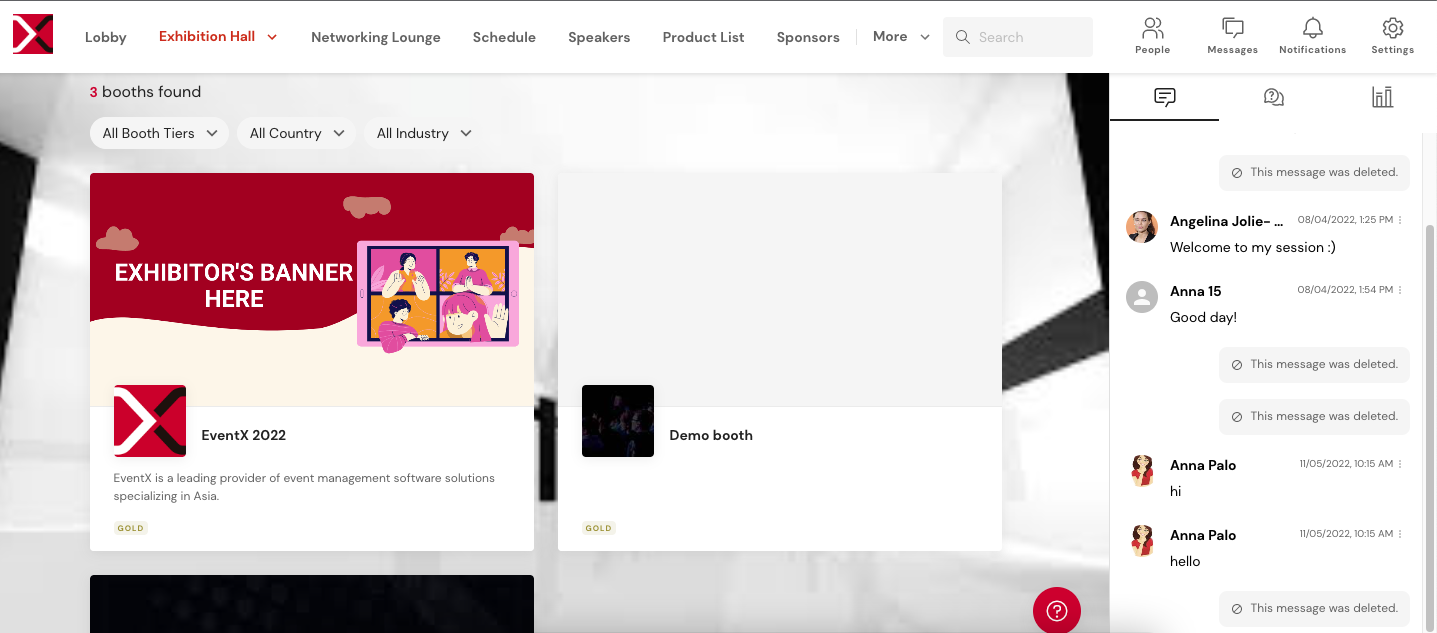 Lobby
Exhibition Hall
Networking Lounge
Schedule
Speakers
Product List
Sponsors
More
Search
People
Messages
Notifications
Settings
3 booths found
All Booth Tiers
All Country
All Industry
EXHIBITOR'S BANNER
HERE
EventX 2022
EventX is a leading provider of event management software solutions
specializing in Asia.
GOLD
Demo booth
GOLD
This message was deleted.
Angelina Jolie- ... 08/04/2022, 1:25 PM
Welcome to my session :)
Anna 15 08/04/2022, 1:54 PM
Good day!
This message was deleted.
This message was deleted.
Anna Palo 11/05/2022, 10:15 AM
hi
Anna Palo 11/05/2022, 10:15 AM
hello
This message was deleted.